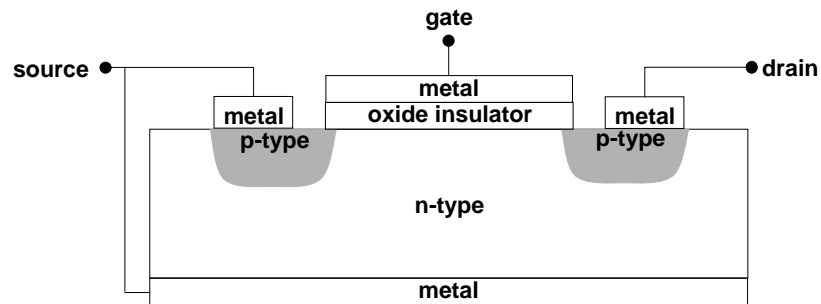 gate
source
drain
metal
metal
metal
oxide insulator
p-type
p-type
n-type
metal